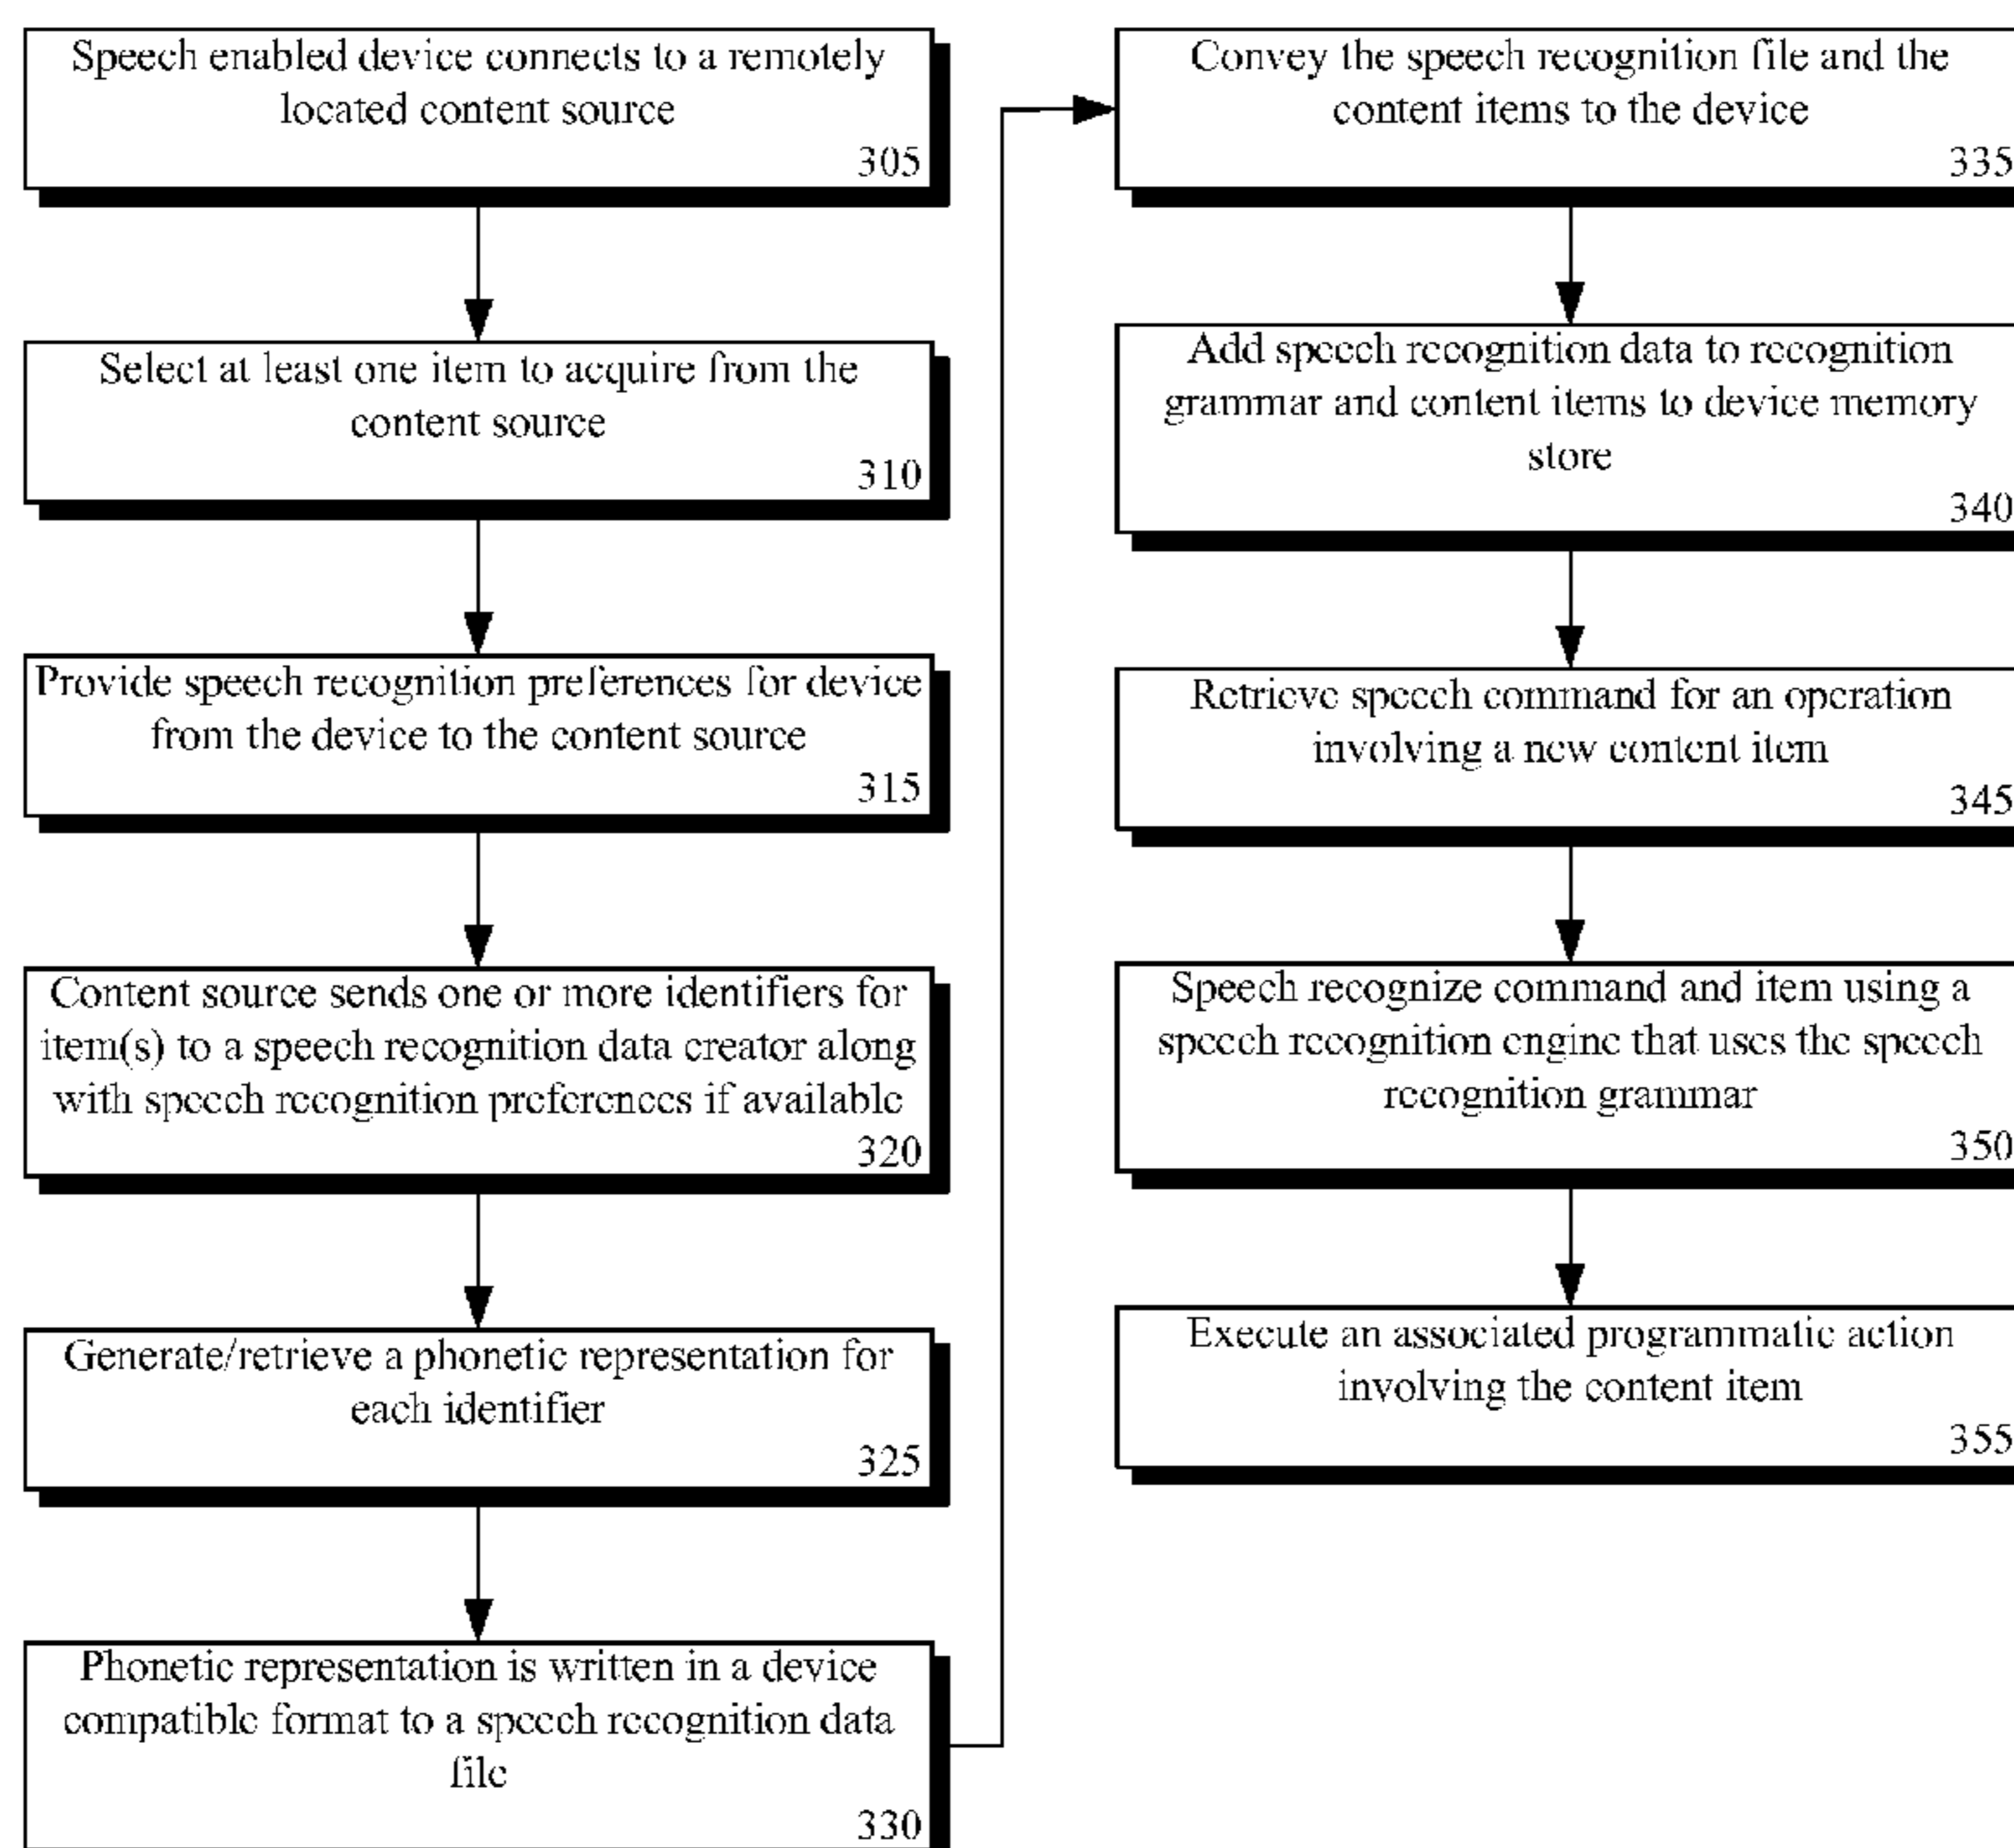 Speech enabled device connects to a remotely
located content source
305
Select at least one item to acquire from the
content source
310
Provide speech recognition preferences for device
from the device to the content source
315
Content source sends one or more identifiers for
item(s) to a speech recognition data creator along
with speech recognition preferences if available
320
Generate/retrieve a phonetic representation for
each identifier
325
Phonetic representation is written in a device
compatible format to a speech recognition data
file
330
Convey the speech recognition file and the
content items to the device
335
Add speech recognition data to recognition
grammar and content items to device memory
store
340
Retrieve speech command for an operation
involving a new content item
345
Speech recognize command and item using a
speech recognition engine that uses the speech
recognition grammar
350
Execute an associated programmatic action
involving the content item
355